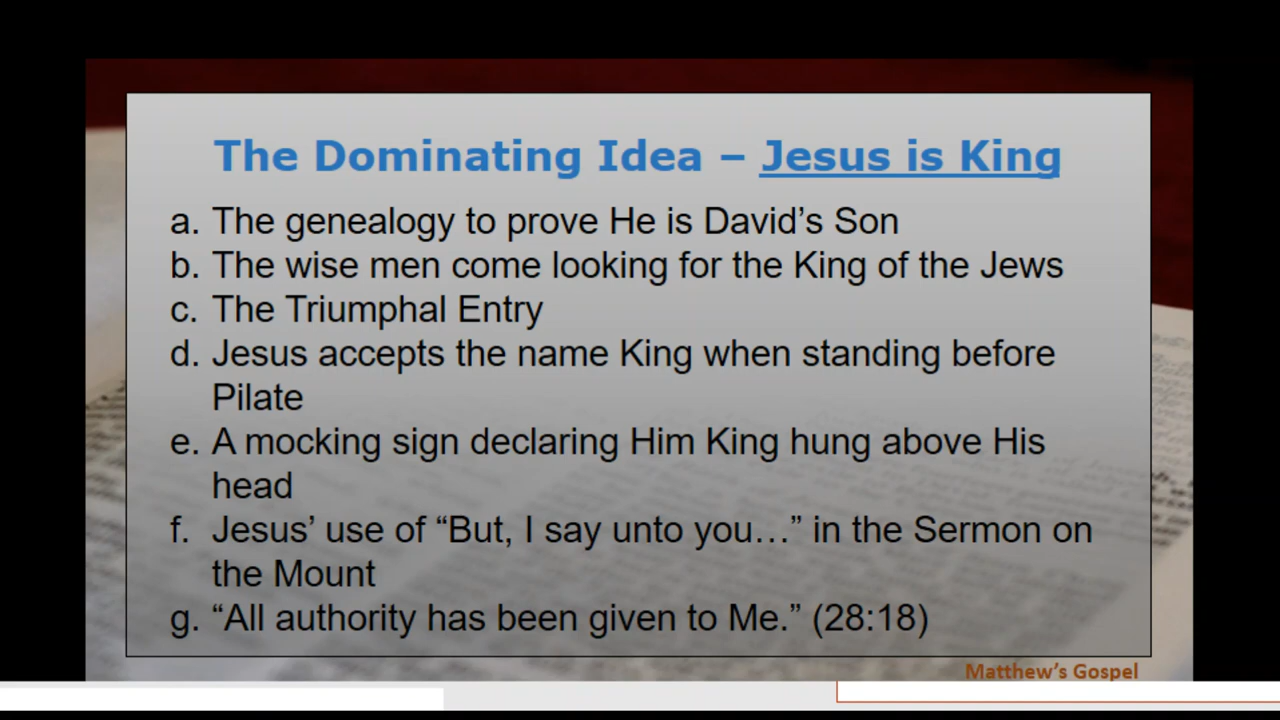 The Dominating Idea – Jesus is King
a. The genealogy to prove He is David’s Son
b. The wise men come looking for the King of the Jews
c. The Triumphal Entry
d. Jesus accepts the name King when standing before
Pilate
e. A mocking sign declaring Him King hung above His
head
f. Jesus’ use of “But, I say unto you…” in the Sermon on
the Mount
g. “All authority has been given to Me.” (28:18)
Matthew’s Gospel